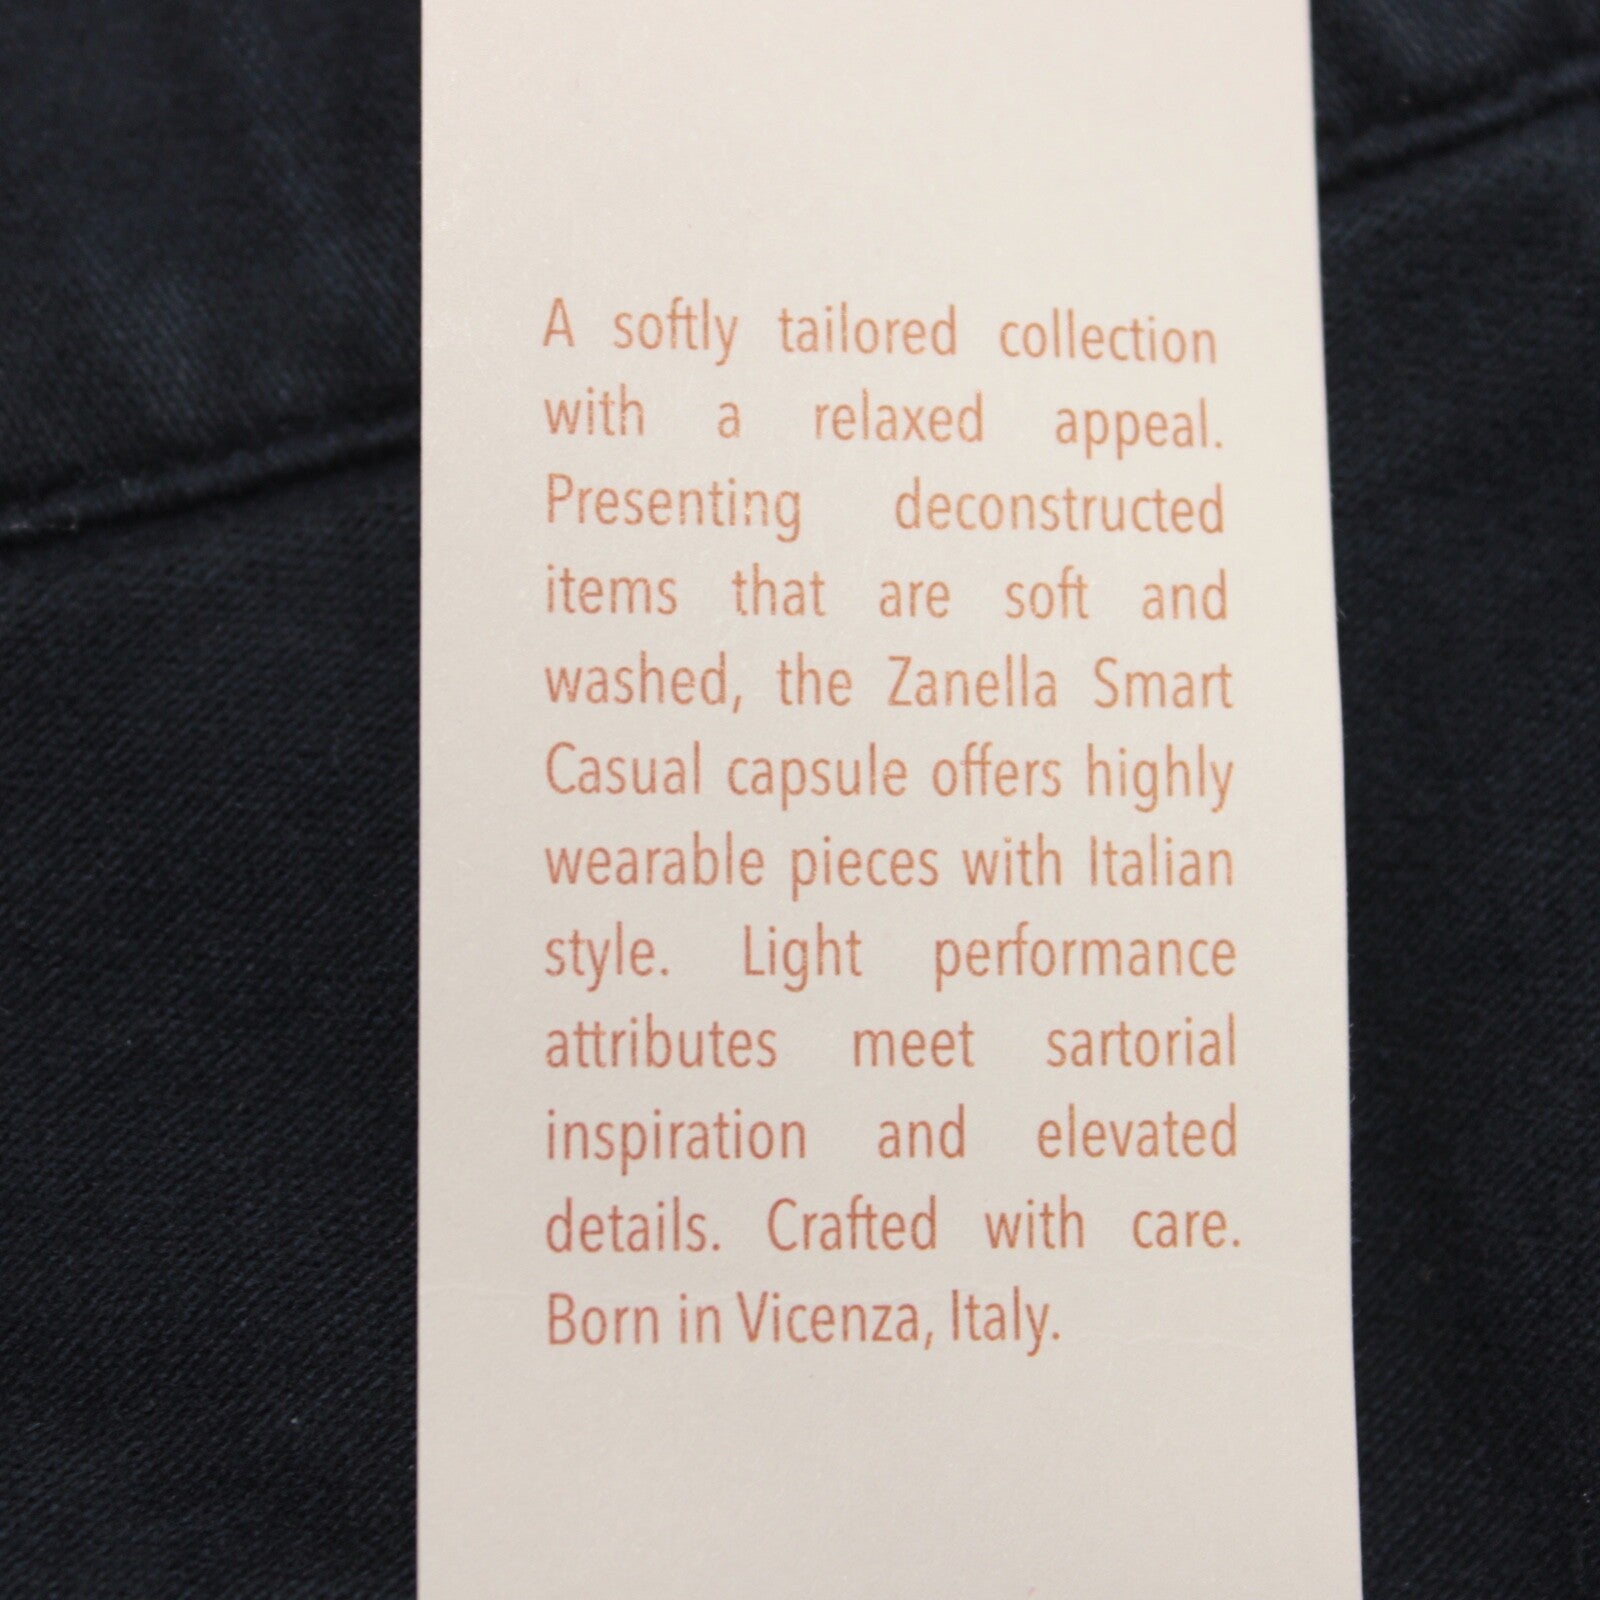 A softly tailored collection
with a relaxed appeal.
Presenting deconstructed
items that are soft and
washed, the Zanella Smart
Casual capsule offers highly
wearable pieces with Italian
style. Light performance
attributes meet sartorial
inspiration and elevated
details. Crafted with care.
Born in Vicenza, Italy.